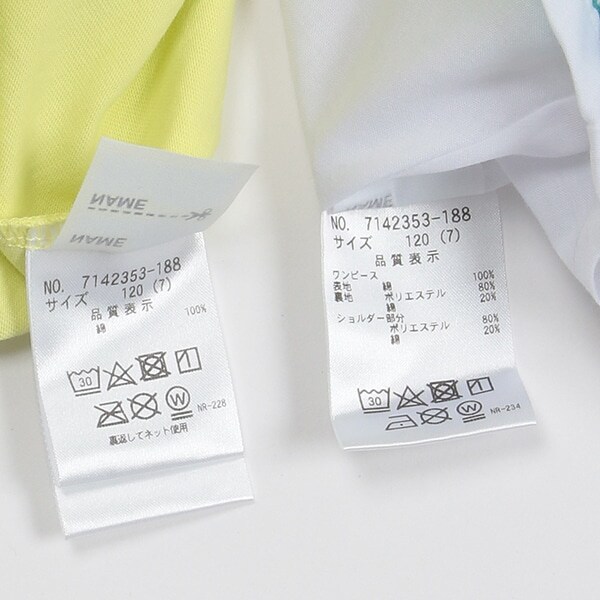 NAME
NAME
NO. 7142353-188
サイズ 120 (7)
品質表示
綿 100%
30
W
NR-228
裏返してネット使用
NAME
NO. 7142353-188
サイズ 120 (7)
品質表示
ワンピース
表地 綿 100%
裏地 ポリエステル 80%
綿 20%
ショルダー部分
ポリエステル 80%
綿 20%
30
W
NR-234